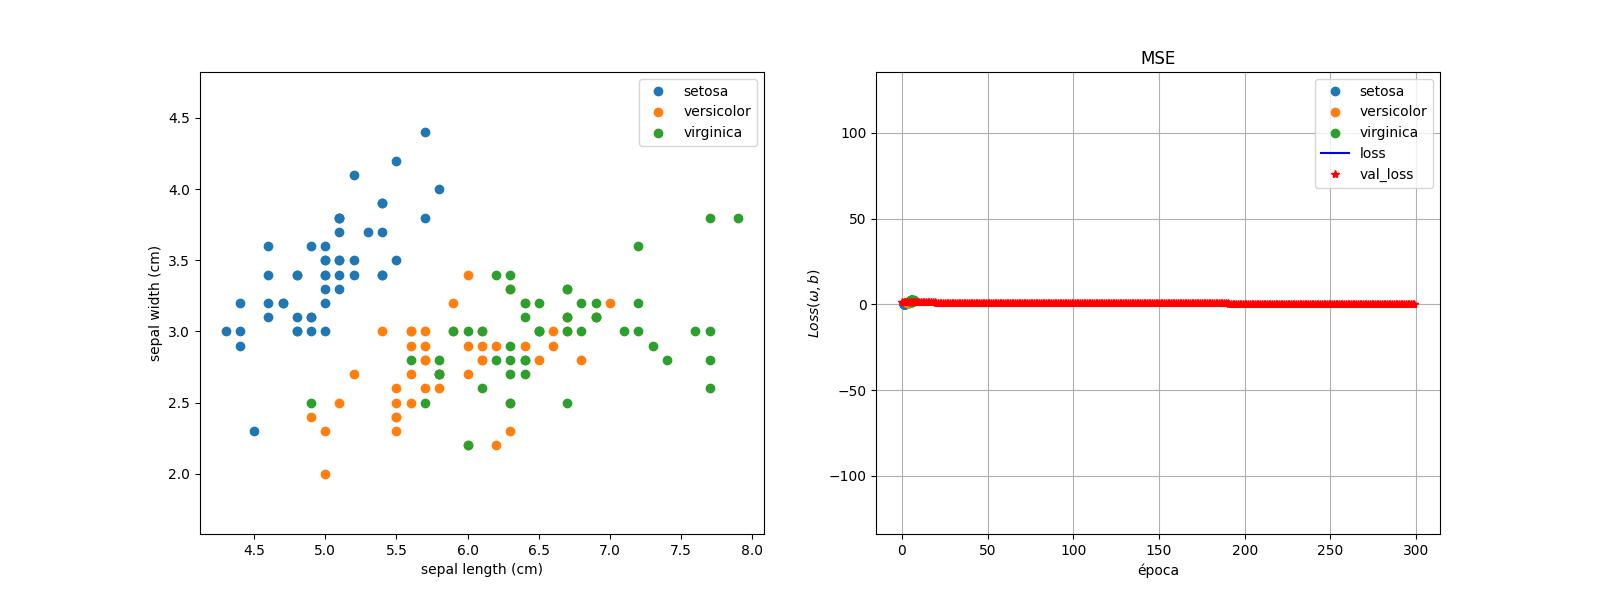 setosa
versicolor
virginica
4.5
4.0
3.5
3.0
2.5
2.0
sepal width (cm)
4.5 5.0 5.5 6.0 6.5 7.0 7.5 8.0
sepal length (cm)
MSE
setosa
versicolor
virginica
loss
val_loss
100
50
0
−50
−100
Loss(ω, b)
0 50 100 150 200 250 300
época